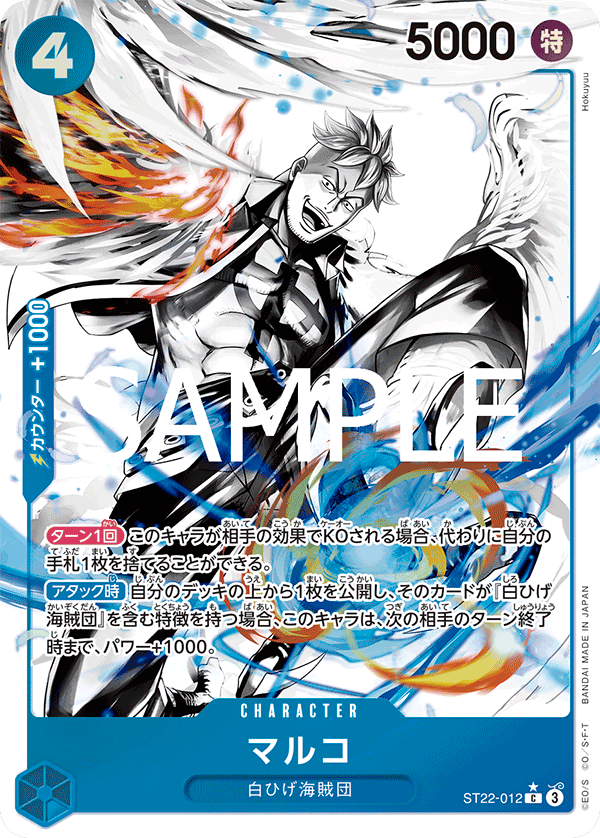 4
5000 特
Hokuyuu
カウンター +1000
SAMPLE
ターン1回 このキャラが相手の効果でKOされる場合、代わりに自分の
手札1枚を捨てることができる。
アタック時 自分のデッキの上から1枚を公開し、そのカードが『白ひげ
海賊団』を含む特徴を持つ場合、このキャラは、次の相手のターン終了
時まで、パワー+1000。
CHARACTER
マルコ
白ひげ海賊団
ST22-012 C 3
©E.O/S ©O/S・F・T BANDAI MADE IN JAPAN